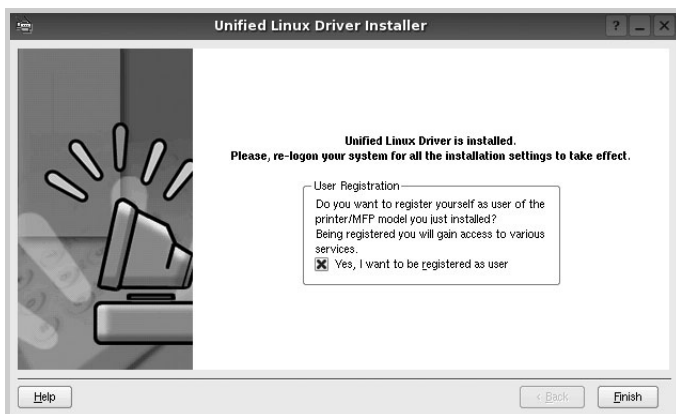 Unified Linux Driver Installer
Unified Linux Driver is installed.
Please, re-logon your system for all the installation settings to take effect.
User Registration
Do you want to register yourself as user of the
printer/MFP model you just installed?
Being registered you will gain access to various
services.
Yes, I want to be registered as user
Help
< Back
Finish